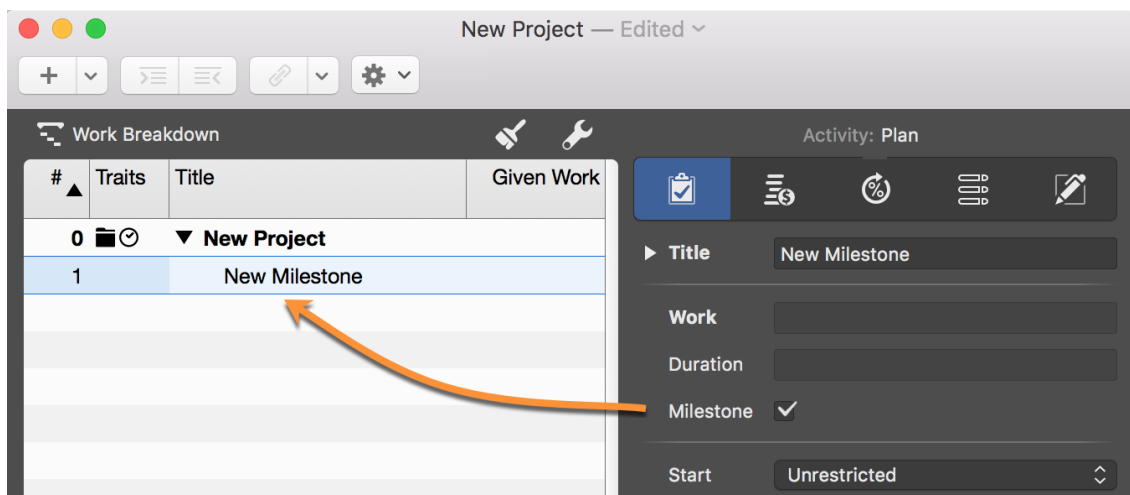 New Project — Edited
Work Breakdown
Activity: Plan
# Traits Title Given Work
0 New Project
1 New Milestone
Title New Milestone
Work
Duration
Milestone
Start Unrestricted